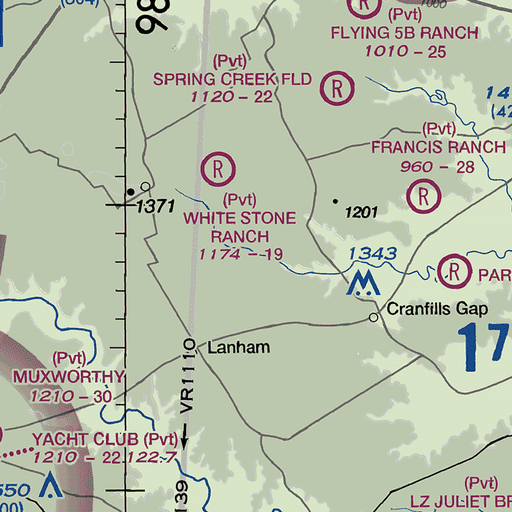 98
1000
(Pvt)
FLYING 5B RANCH
1010 - 25
(Pvt)
SPRING CREEK FLD
1120 - 22
R
R
(Pvt)
FRANCIS RANCH
960 - 28
R
R
1371
(Pvt)
WHITE STONE
RANCH
1174 - 19
1201
1343
R
PAR
Cranfills Gap
17
Lanham
VR1110
(Pvt)
MUXWORTHY
1210 - 30
YACHT CLUB (Pvt)
1210 - 22 122.7
550
00)
139
(Pvt)
LZ JULIET BR